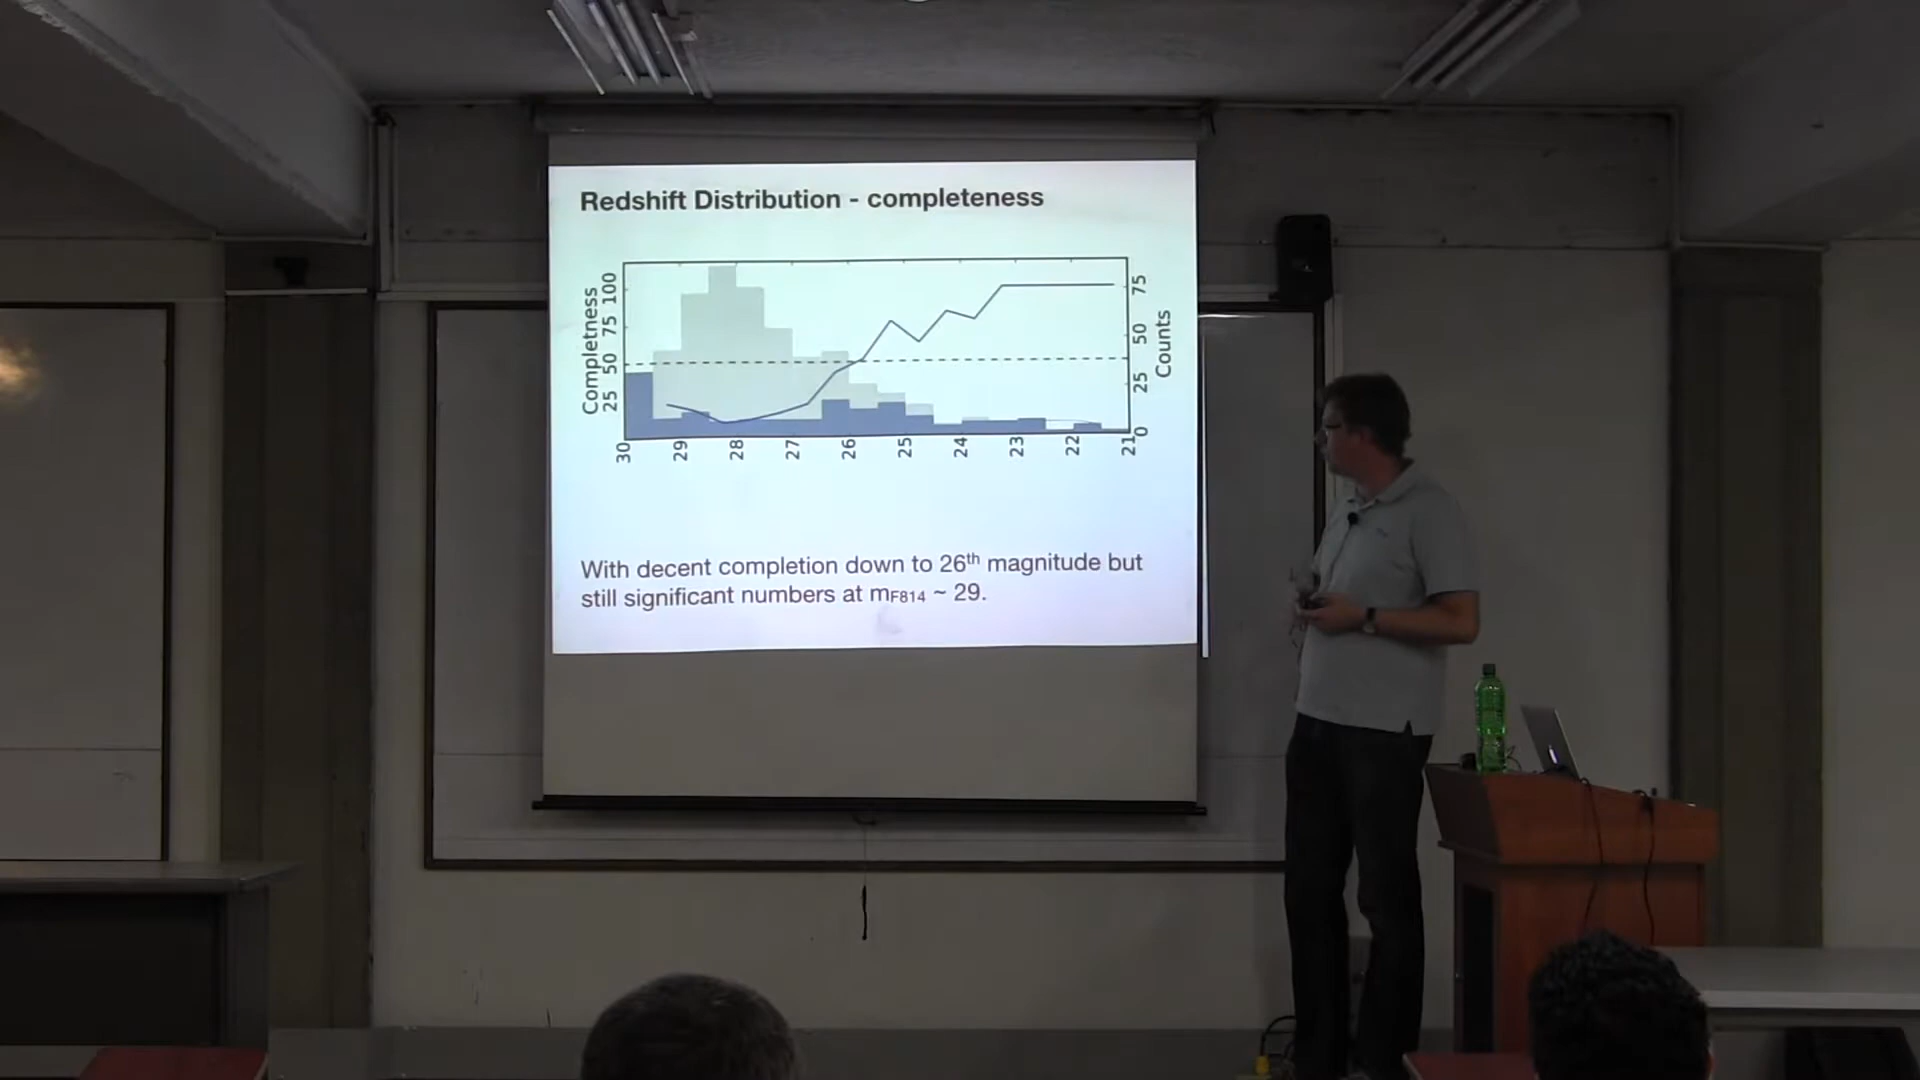 Redshift Distribution - completeness
Completness
25 50 75 100
0 25 50 75
Counts
30 29 28 27 26 25 24 23 22 21
With decent completion down to 26th magnitude but
still significant numbers at mF814 ~ 29.